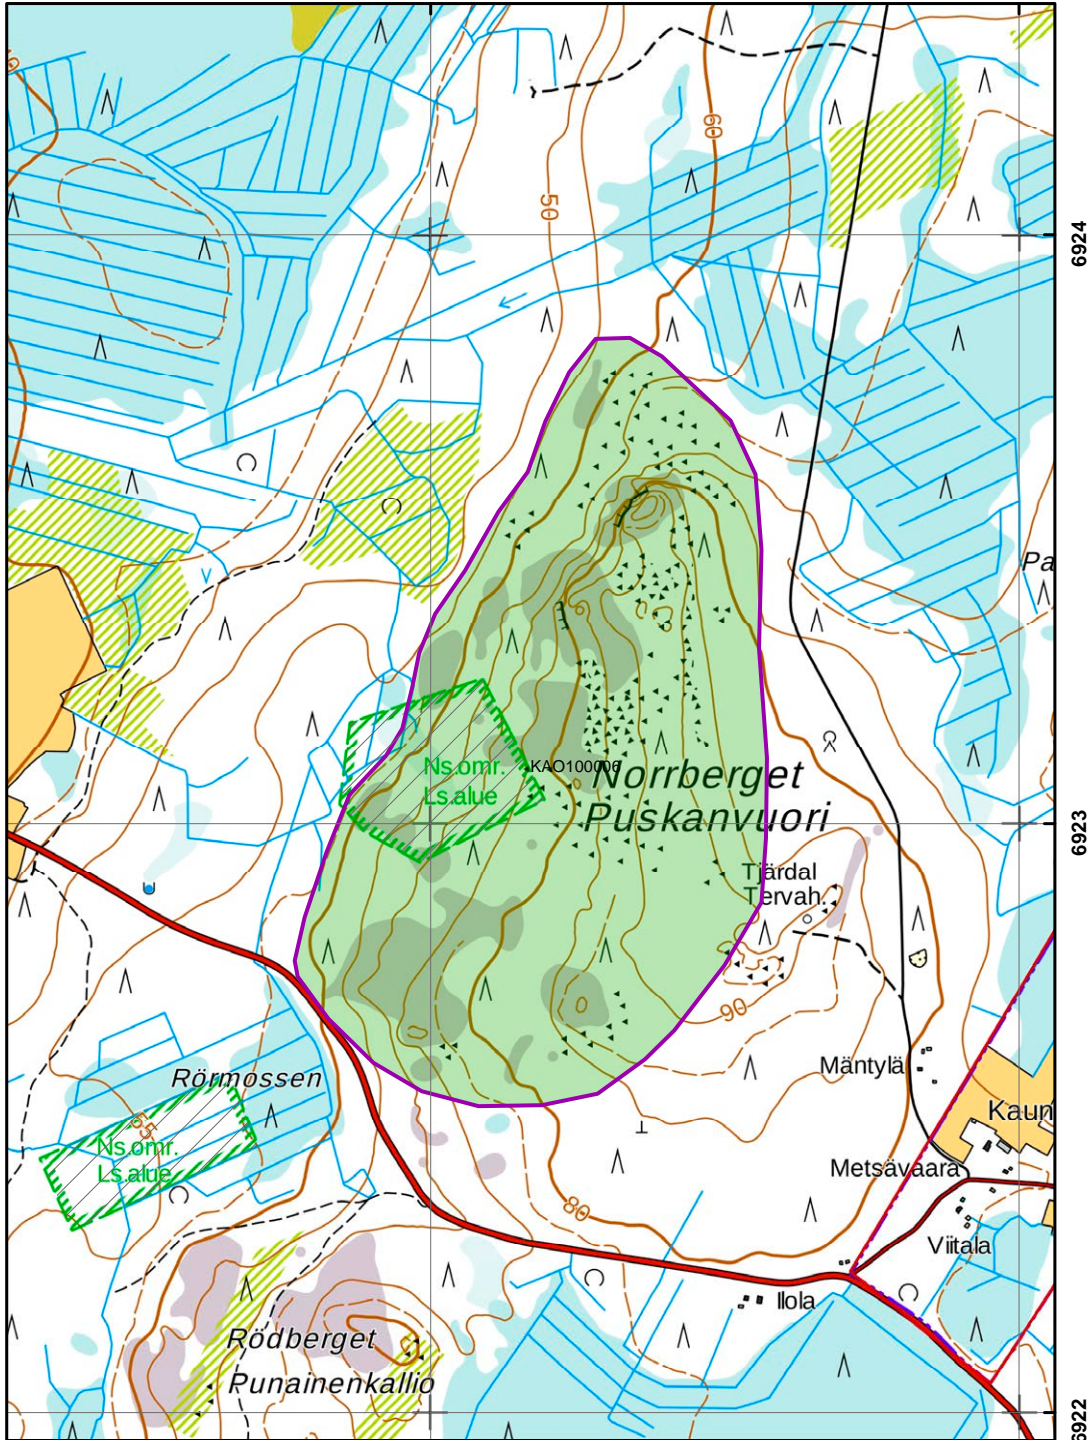 60
50
6924
Pa
Ns.omr.
Ls.alue
KAO100006
Norrberget
Puskanvuori
6923
Tjärdal
Tervah.
90
Mäntylä
Rörmossen
55
Kaun
Ns.omr.
Ls.alue
Metsävaara
80
Viitala
Ilola
Rödberget
Punainenkallio
6922